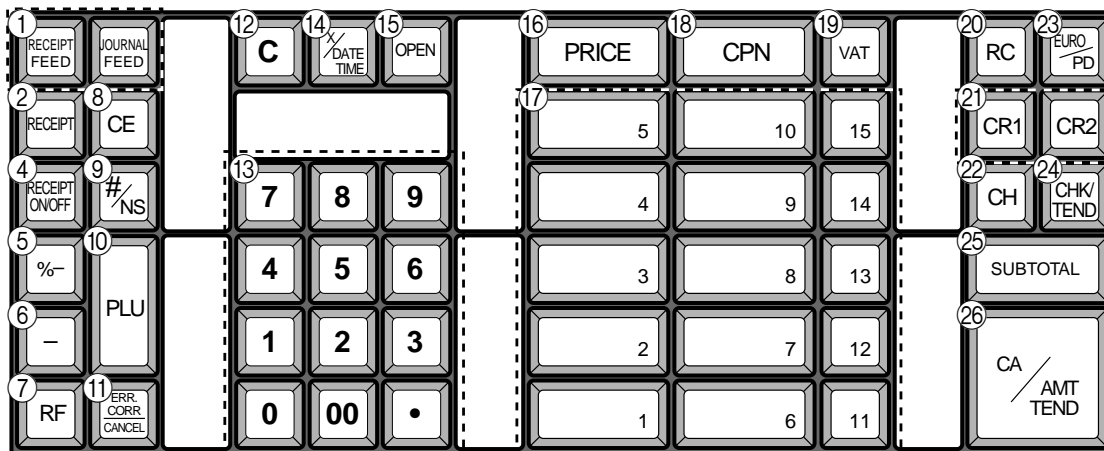 ① RECEIPT FEED
JOURNAL FEED
② RECEIPT
⑧ CE
④ RECEIPT ON/OFF
⑨ #/NS
⑤ %–
⑩ PLU
⑥ –
⑦ RF
⑪ ERR. CORR CANCEL
⑫ C
⑭ X/DATE TIME
⑮ OPEN
⑬ 7 8 9
4 5 6
1 2 3
0 00 •
⑯ PRICE
⑱ CPN
⑲ VAT
⑰ 5 10 15
4 9 14
3 8 13
2 7 12
1 6 11
⑳ RC
㉓ EURO/PD
㉑ CR1 CR2
㉒ CH
㉔ CHK/TEND
㉕ SUBTOTAL
㉖ CA/AMT TEND